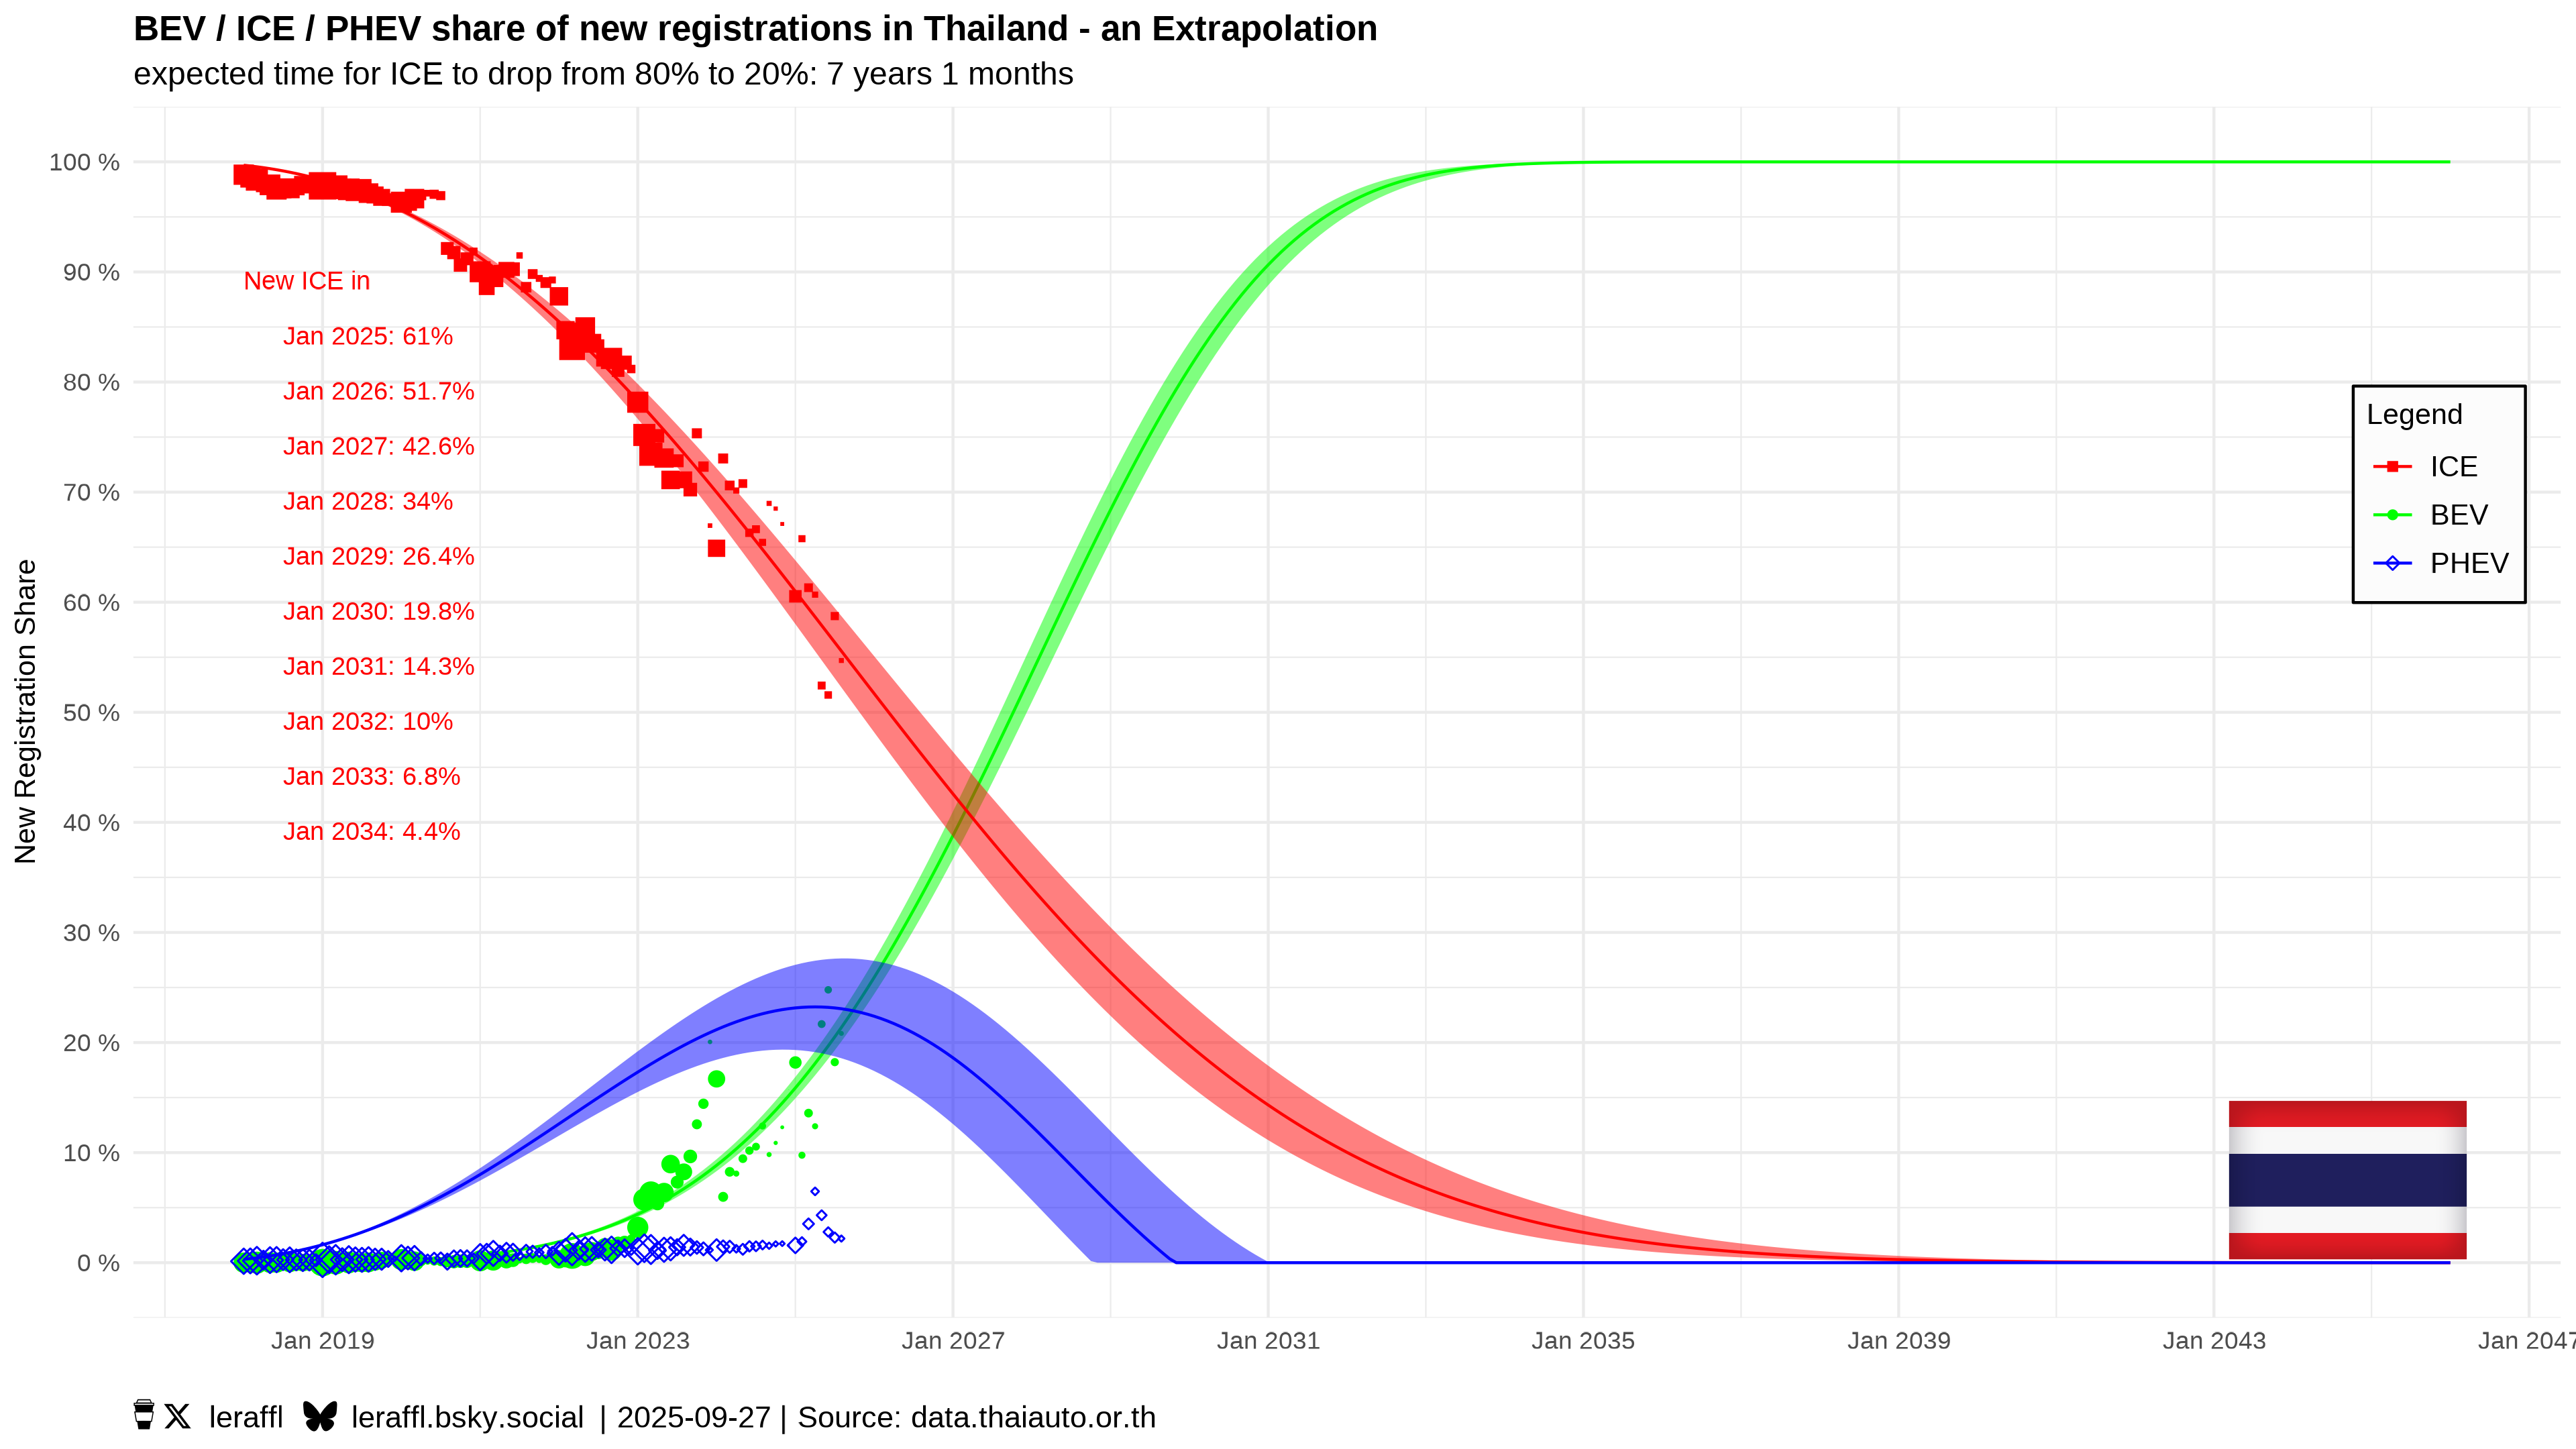 BEV / ICE / PHEV share of new registrations in Thailand - an Extrapolation
expected time for ICE to drop from 80% to 20%: 7 years 1 months
New Registration Share
100 %
90 %
80 %
70 %
60 %
50 %
40 %
30 %
20 %
10 %
0 %
New ICE in
Jan 2025: 61%
Jan 2026: 51.7%
Jan 2027: 42.6%
Jan 2028: 34%
Jan 2029: 26.4%
Jan 2030: 19.8%
Jan 2031: 14.3%
Jan 2032: 10%
Jan 2033: 6.8%
Jan 2034: 4.4%
Legend
ICE
BEV
PHEV
Jan 2019 Jan 2023 Jan 2027 Jan 2031 Jan 2035 Jan 2039 Jan 2043 Jan 2047
leraffl leraffl.bsky.social | 2025-09-27 | Source: data.thaiauto.or.th